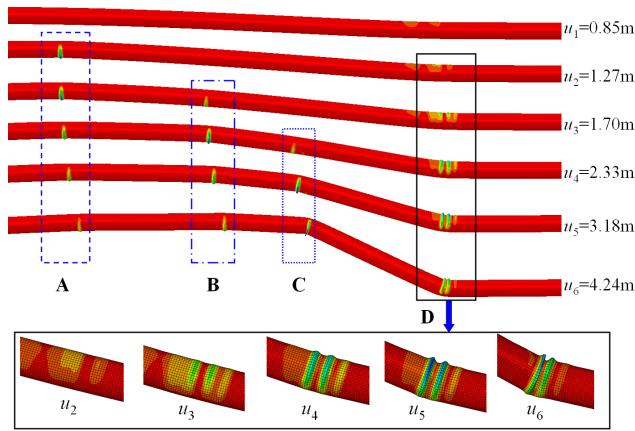 u₁=0.85m
u₂=1.27m
u₃=1.70m
u₄=2.33m
u₅=3.18m
A B C D u₆=4.24m
u₂ u₃ u₄ u₅ u₆